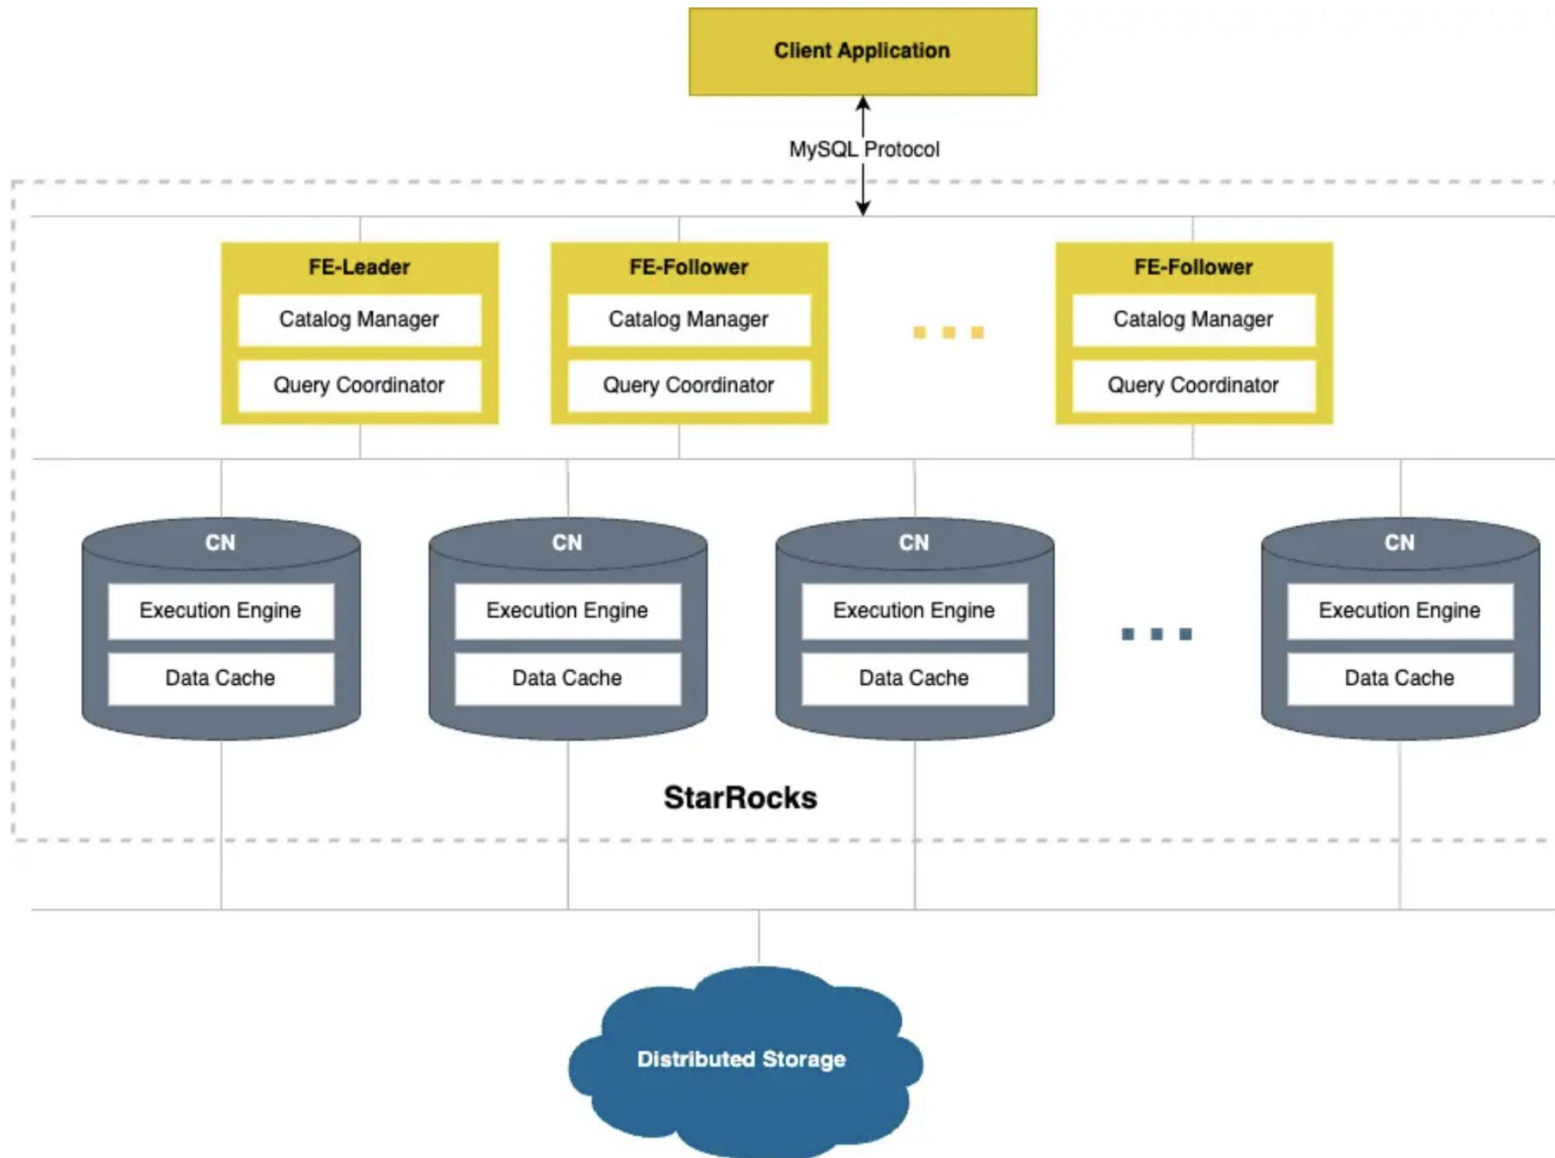 Client Application
MySQL Protocol
FE-Leader
Catalog Manager
Query Coordinator
FE-Follower
Catalog Manager
Query Coordinator
FE-Follower
Catalog Manager
Query Coordinator
CN
Execution Engine
Data Cache
CN
Execution Engine
Data Cache
CN
Execution Engine
Data Cache
CN
Execution Engine
Data Cache
StarRocks
Distributed Storage